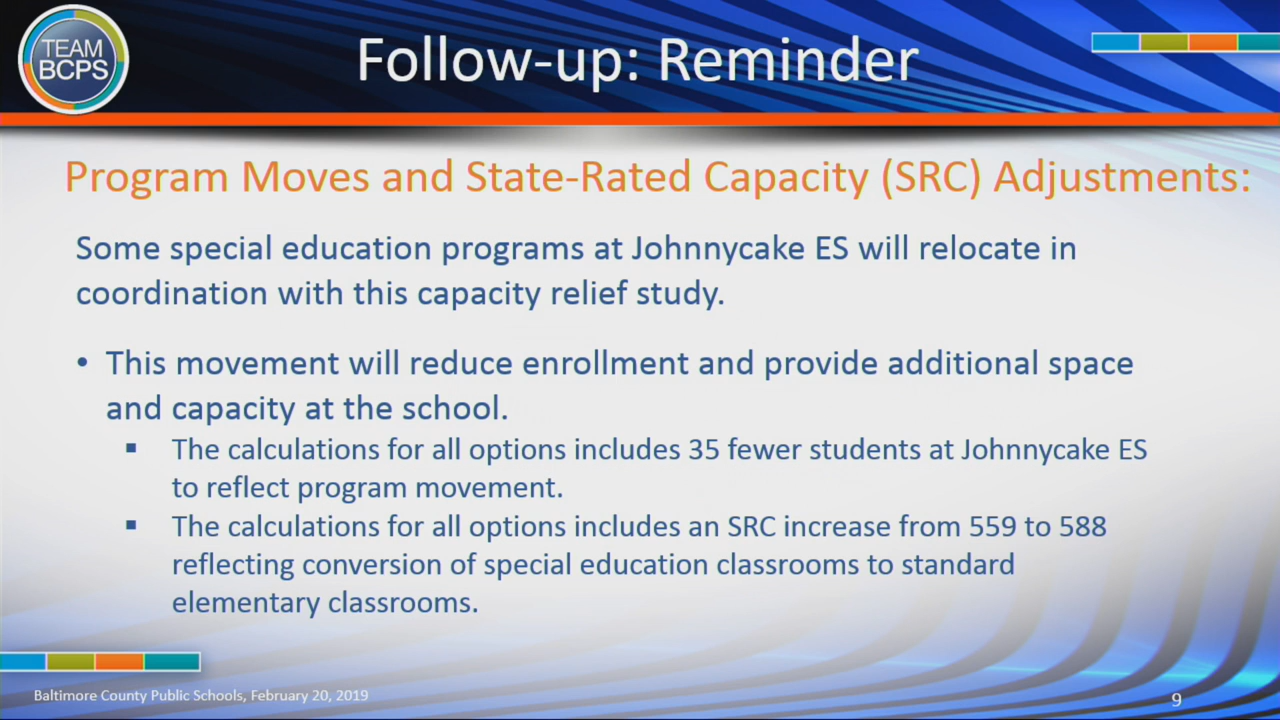 TEAM
BCPS
Follow-up: Reminder
Program Moves and State-Rated Capacity (SRC) Adjustments:
Some special education programs at Johnnycake ES will relocate in
coordination with this capacity relief study.
• This movement will reduce enrollment and provide additional space
and capacity at the school.
▪ The calculations for all options includes 35 fewer students at Johnnycake ES
to reflect program movement.
▪ The calculations for all options includes an SRC increase from 559 to 588
reflecting conversion of special education classrooms to standard
elementary classrooms.
Baltimore County Public Schools, February 20, 2019
9